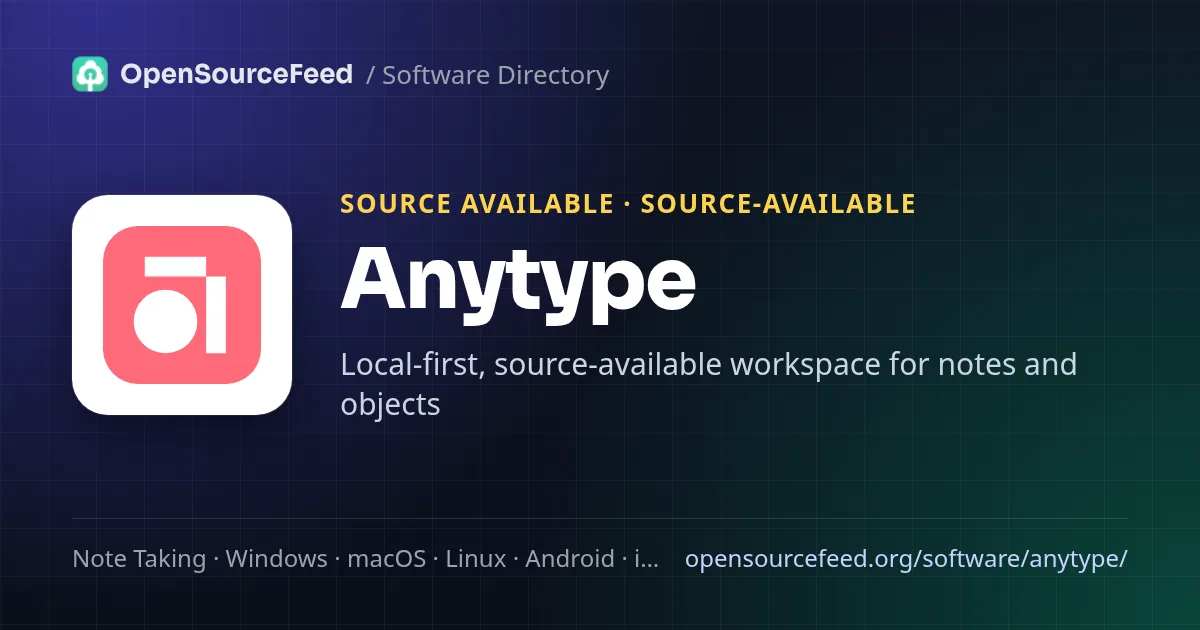 OpenSourceFeed / Software Directory
SOURCE AVAILABLE · SOURCE-AVAILABLE
Anytype
Local-first, source-available workspace for notes and
objects
Note Taking · Windows · macOS · Linux · Android · i... opensourcefeed.org/software/anytype/